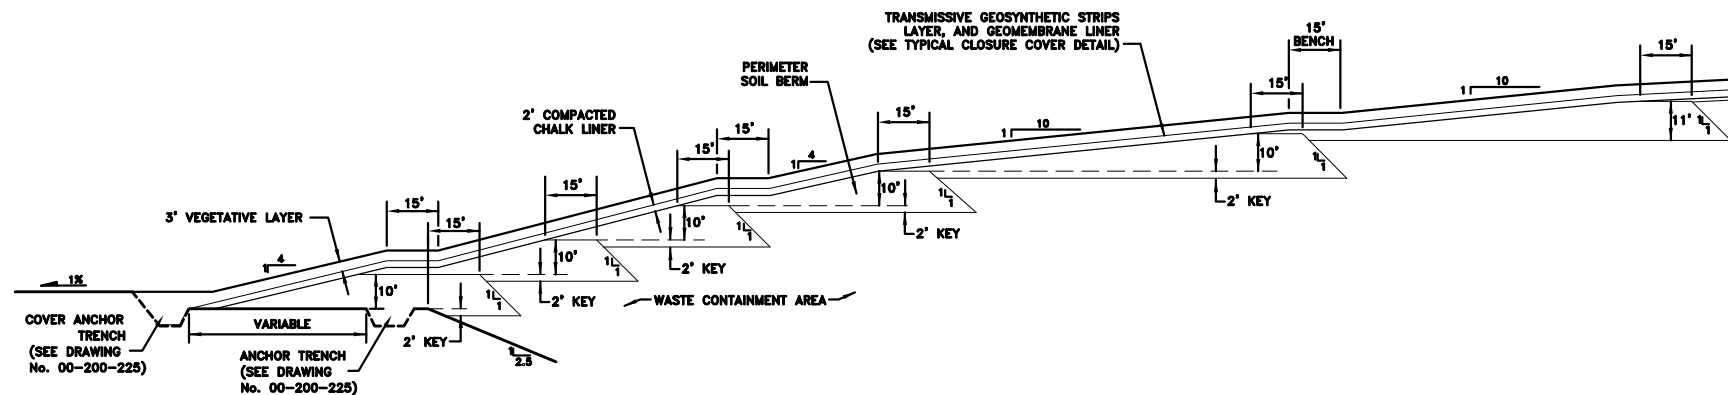 TRANSMISSIVE GEOSYNTHETIC STRIPS
LAYER, AND GEOMEMBRANE LINER
(SEE TYPICAL CLOSURE COVER DETAIL)
15'
BENCH
15'
PERIMETER
SOIL BERM
15'
10
1
15'
2' COMPACTED
CHALK LINER
15'
15'
10
1
11'
1
1
4
1
15'
10'
1
1
15'
10'
1
1
2' KEY
3' VEGETATIVE LAYER
15'
15'
10'
1
1
2' KEY
4
1
10'
1
1
2' KEY
1%
10'
1
1
2' KEY
WASTE CONTAINMENT AREA
COVER ANCHOR
TRENCH
(SEE DRAWING
No. 00-200-225)
VARIABLE
2' KEY
ANCHOR TRENCH
(SEE DRAWING
No. 00-200-225)
1
2.5